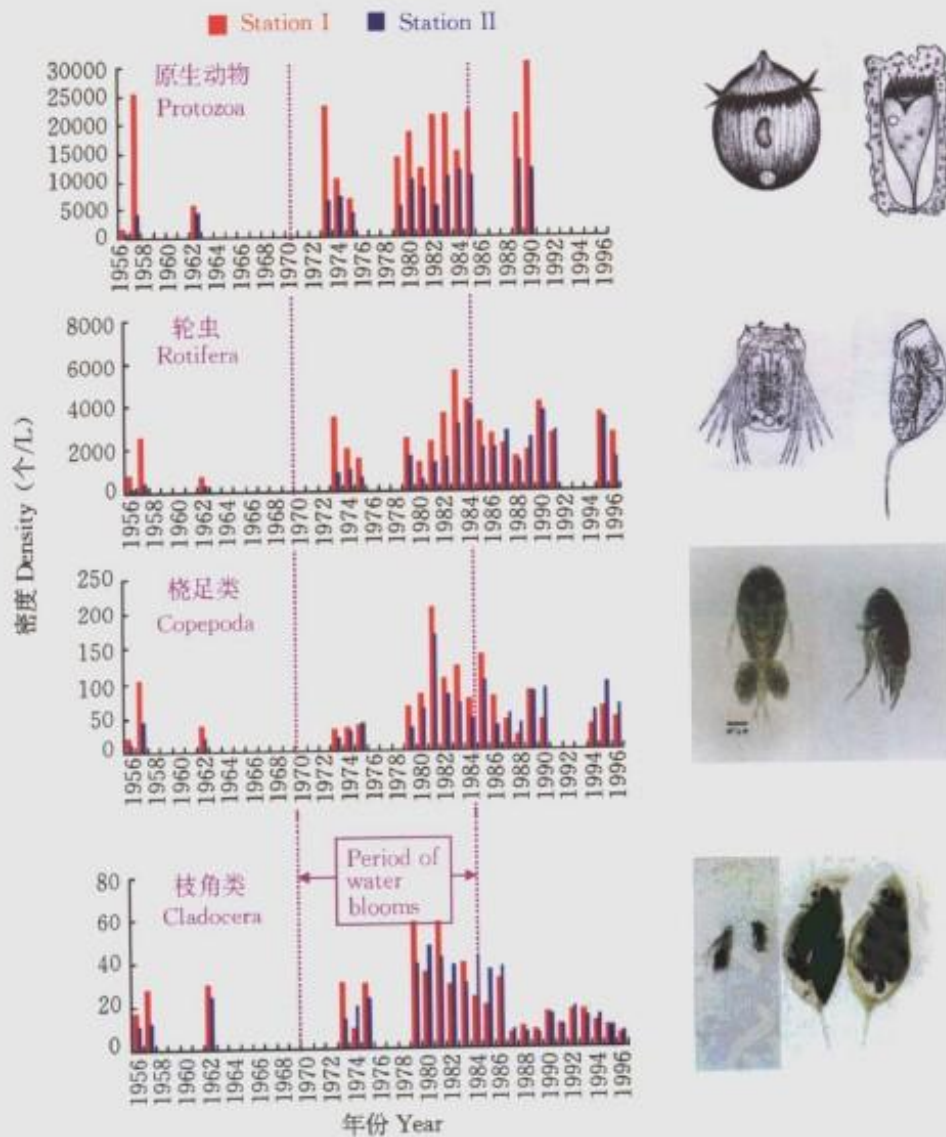 Station I Station II
30000
25000
20000
15000
10000
5000
0
原生动物
Protozoa
1956 1958 1960 1962 1964 1966 1968 1970 1972 1974 1976 1978 1980 1982 1984 1986 1988 1990 1992 1994 1996
8000
6000
4000
2000
0
轮虫
Rotifera
1956 1958 1960 1962 1964 1966 1968 1970 1972 1974 1976 1978 1980 1982 1984 1986 1988 1990 1992 1994 1996
密度 Density (个/L)
250
200
150
100
50
0
桡足类
Copepoda
1956 1958 1960 1962 1964 1966 1968 1970 1972 1974 1976 1978 1980 1982 1984 1986 1988 1990 1992 1994 1996
Period of
water
blooms
80
60
40
20
0
枝角类
Cladocera
1956 1958 1960 1962 1964 1966 1968 1970 1972 1974 1976 1978 1980 1982 1984 1986 1988 1990 1992 1994 1996
年份 Year